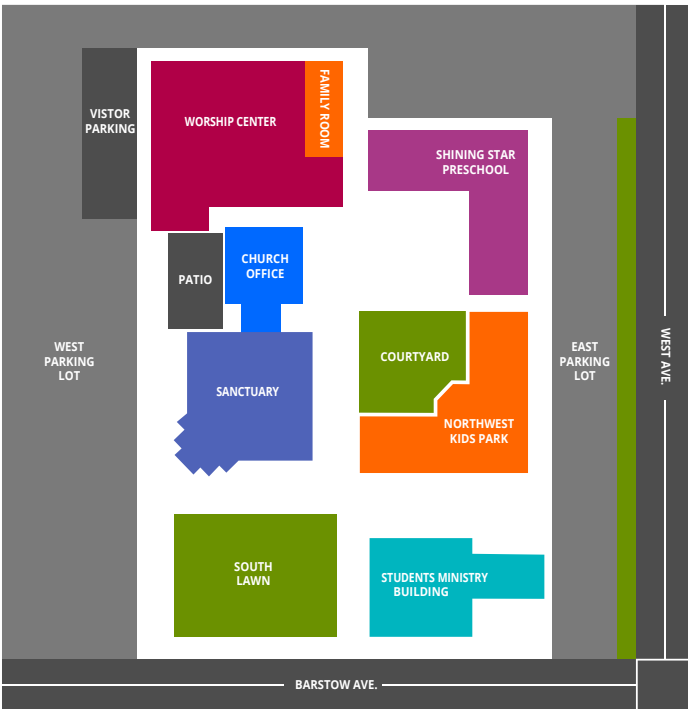 VISTOR
PARKING
WORSHIP CENTER
FAMILY ROOM
SHINING STAR
PRESCHOOL
CHURCH
OFFICE
PATIO
WEST
PARKING
LOT
SANCTUARY
COURTYARD
EAST
PARKING
LOT
WEST AVE.
NORTHWEST
KIDS PARK
SOUTH
LAWN
STUDENTS MINISTRY
BUILDING
BARSTOW AVE.